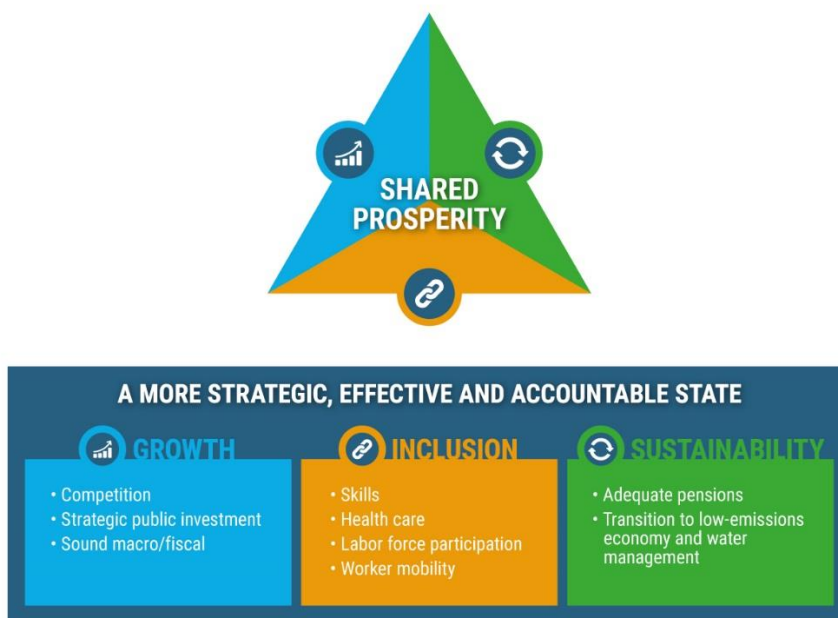 SHARED
PROSPERITY
A MORE STRATEGIC, EFFECTIVE AND ACCOUNTABLE STATE
GROWTH
• Competition
• Strategic public investment
• Sound macro/fiscal
INCLUSION
• Skills
• Health care
• Labor force participation
• Worker mobility
SUSTAINABILITY
• Adequate pensions
• Transition to low-emissions
economy and water
management